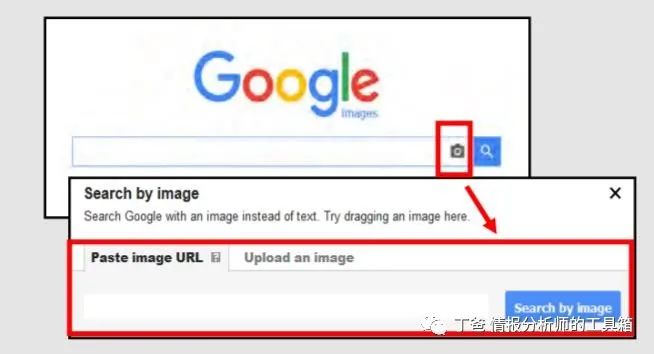 Google
Images
Search by image
Search Google with an image instead of text. Try dragging an image here.
Paste image URL ?
Upload an image
Search by image
丁爸 情报分析师的工具箱